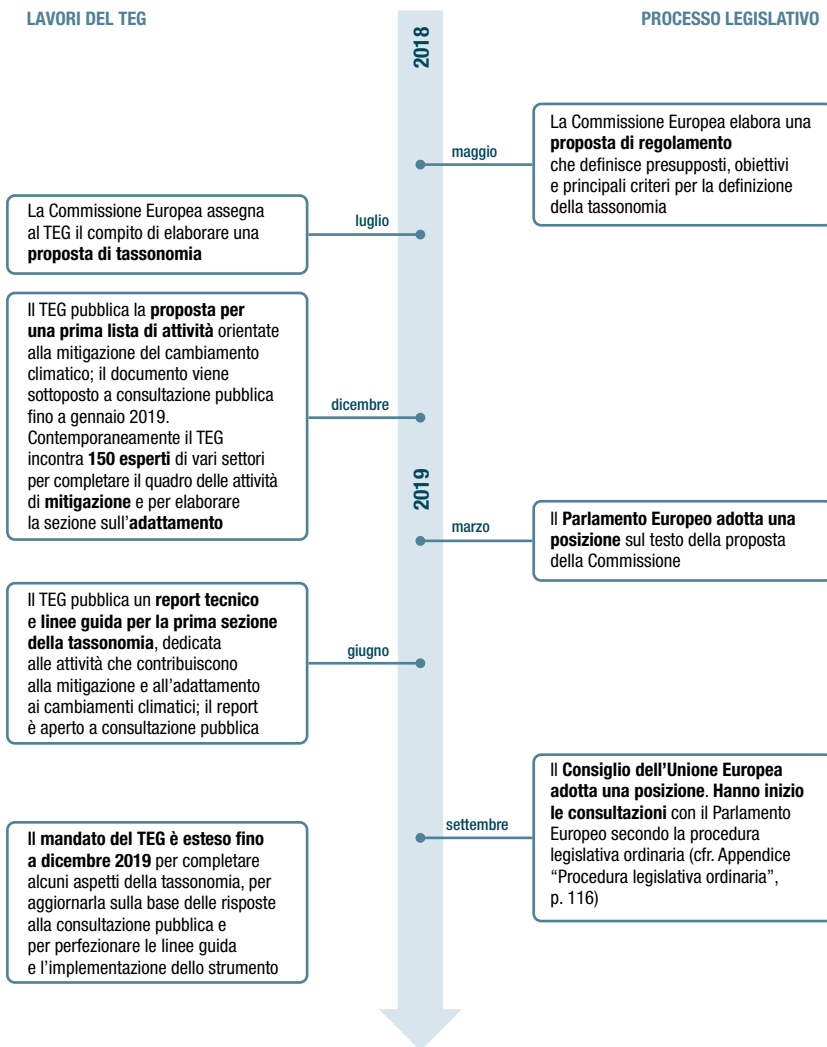 LAVORI DEL TEG
PROCESSO LEGISLATIVO
2018
maggio
La Commissione Europea elabora una
proposta di regolamento
che definisce presupposti, obiettivi
e principali criteri per la definizione
della tassonomia
La Commissione Europea assegna
al TEG il compito di elaborare una
proposta di tassonomia
luglio
Il TEG pubblica la proposta per
una prima lista di attività orientate
alla mitigazione del cambiamento
climatico; il documento viene
sottoposto a consultazione pubblica
fino a gennaio 2019.
Contemporaneamente il TEG
incontra 150 esperti di vari settori
per completare il quadro delle attività
di mitigazione e per elaborare
la sezione sull'adattamento
dicembre
2019
marzo
Il Parlamento Europeo adotta una
posizione sul testo della proposta
della Commissione
Il TEG pubblica un report tecnico
e linee guida per la prima sezione
della tassonomia, dedicata
alle attività che contribuiscono
alla mitigazione e all'adattamento
ai cambiamenti climatici; il report
è aperto a consultazione pubblica
giugno
settembre
Il Consiglio dell'Unione Europea
adotta una posizione. Hanno inizio
le consultazioni con il Parlamento
Europeo secondo la procedura
legislativa ordinaria (cfr. Appendice
“Procedura legislativa ordinaria”,
p. 116)
Il mandato del TEG è esteso fino
a dicembre 2019 per completare
alcuni aspetti della tassonomia, per
aggiornarla sulla base delle risposte
alla consultazione pubblica e
per perfezionare le linee guida
e l'implementazione dello strumento